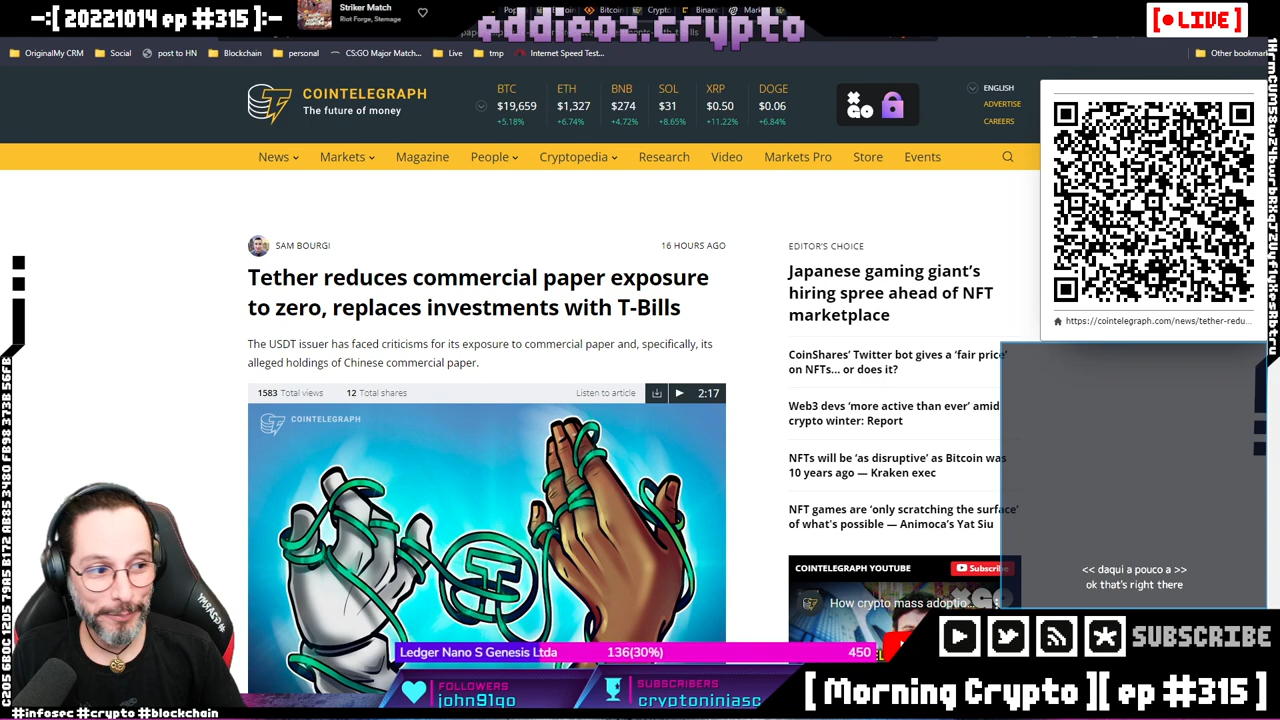 -:[ 20221014 ep #315 ]:-
Striker Match
Riot Forge, Stemage
eddieoz.crypto
[ LIVE ]
OriginalMy CRM
Social
post to HN
Blockchain
personal
CS:GO Major Match...
Live
tmp
Internet Speed Test...
Other bookmar
COINTELEGRAPH
The future of money
BTC ETH BNB SOL XRP DOGE
$19,659 $1,327 $274 $31 $0.50 $0.06
+5.18% +6.74% +4.72% +8.65% +11.22% +6.84%
ENGLISH
ADVERTISE
CAREERS
News Markets Magazine People Cryptopedia Research Video Markets Pro Store Events
SAM BOURGI
16 HOURS AGO
Tether reduces commercial paper exposure
to zero, replaces investments with T-Bills
The USDT issuer has faced criticisms for its exposure to commercial paper and, specifically, its
alleged holdings of Chinese commercial paper.
1583 Total views
12 Total shares
Listen to article
2:17
COINTELEGRAPH
EDITOR'S CHOICE
Japanese gaming giant's
hiring spree ahead of NFT
marketplace
CoinShares' Twitter bot gives a 'fair price'
on NFTs... or does it?
Web3 devs 'more active than ever' amid
crypto winter: Report
NFTs will be 'as disruptive' as Bitcoin was
10 years ago — Kraken exec
NFT games are 'only scratching the surface'
of what's possible — Animoca's Yat Siu
COINTELEGRAPH YOUTUBE
Subscribe
How crypto mass adoptio...
https://cointelegraph.com/news/tether-redu...
<< daqui a pouco a >>
ok that's right there
SUBSCRIBE
Ledger Nano S Genesis Ltda
136(30%)
450
FOLLOWERS
john91go
SUBSCRIBERS
cryptoninjasc
[ Morning Crypto ][ ep #315 ]
#infosec #crypto #blockchain